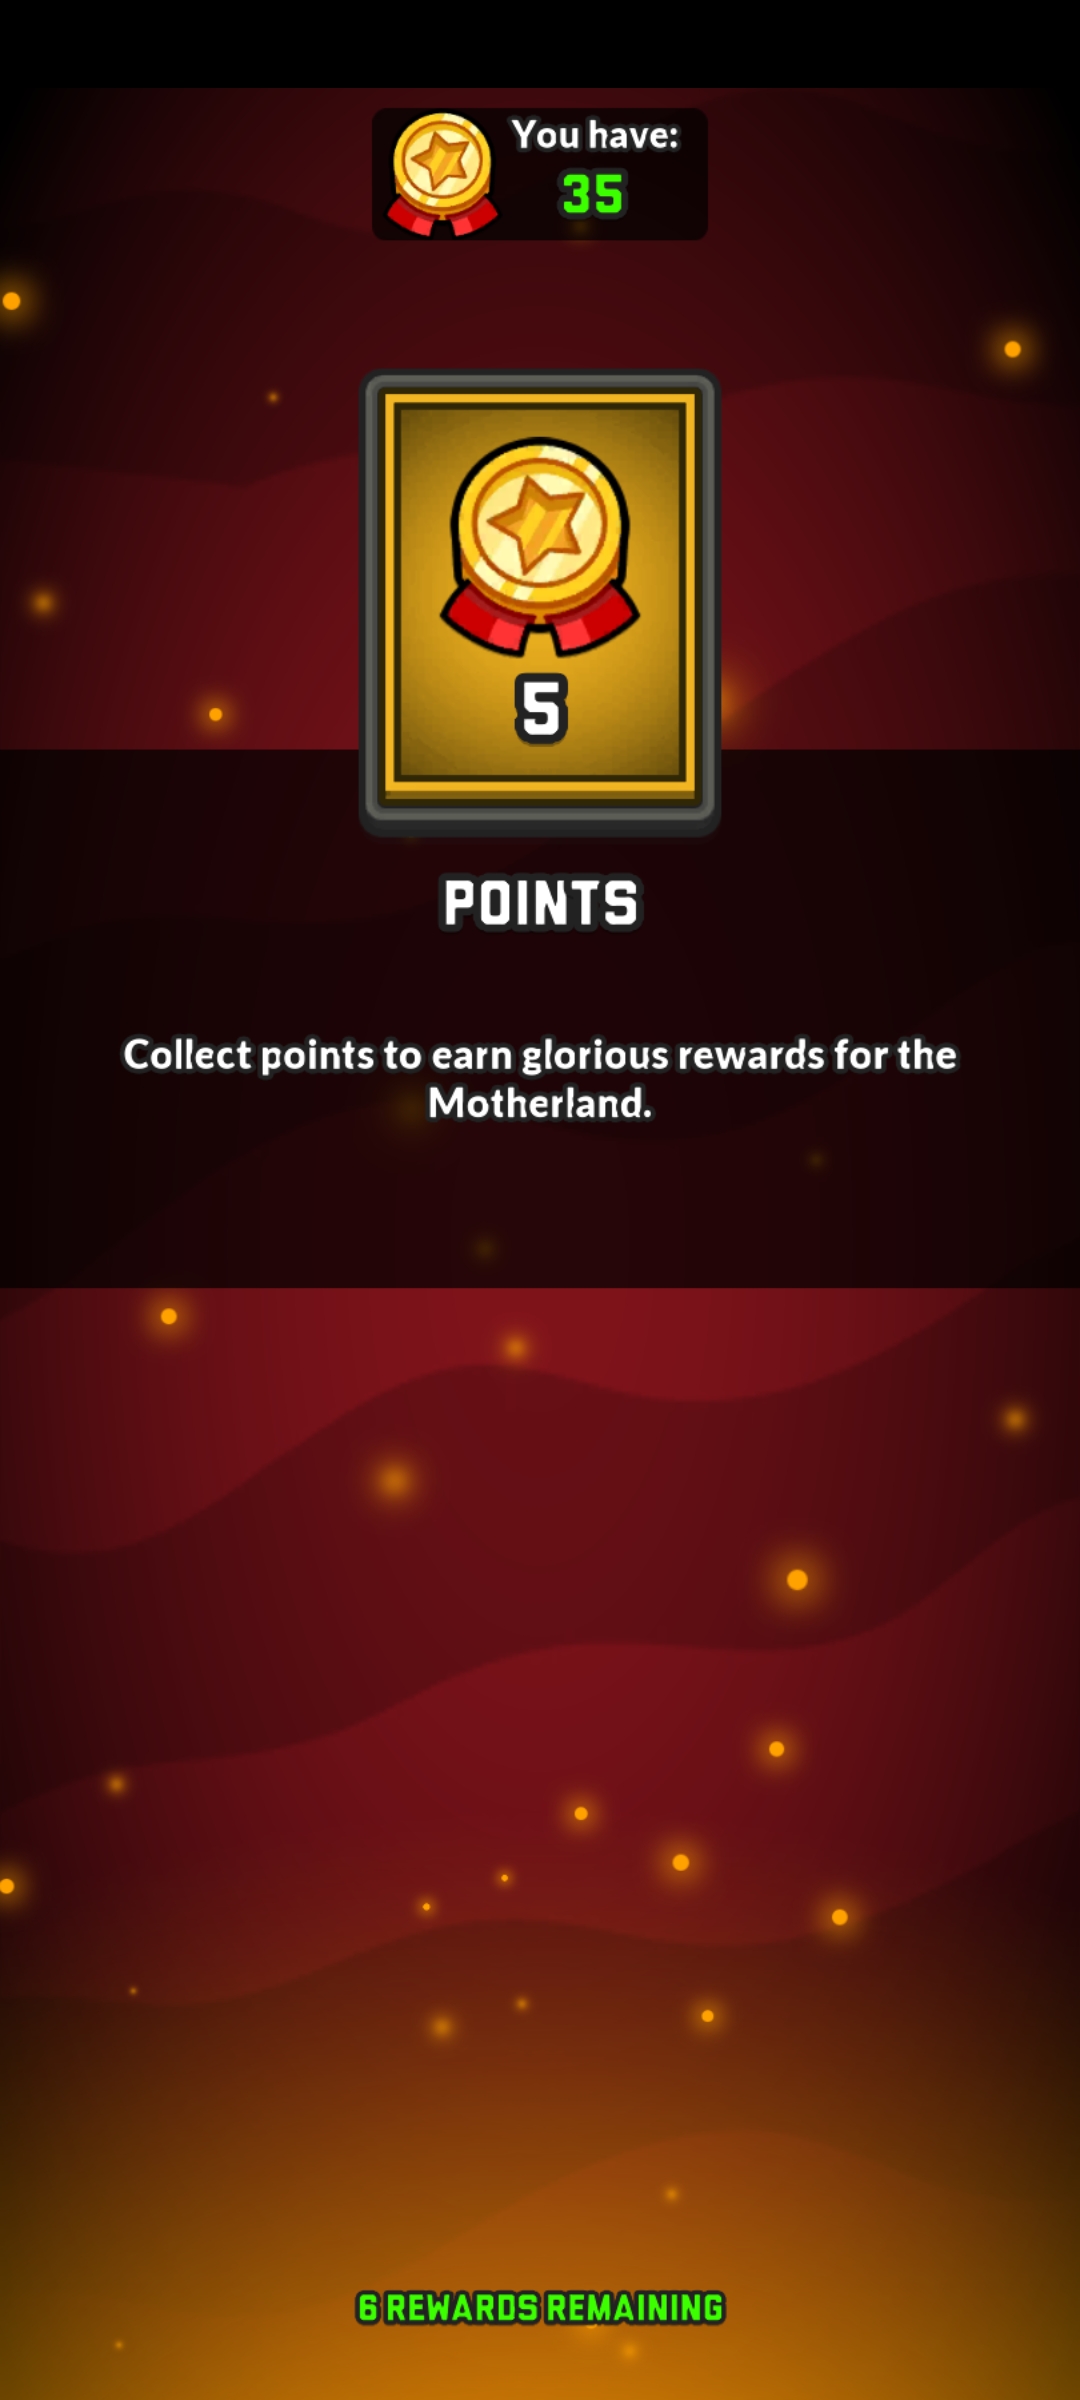 You have:
35
5
POINTS
Collect points to earn glorious rewards for the
Motherland.
6 REWARDS REMAINING